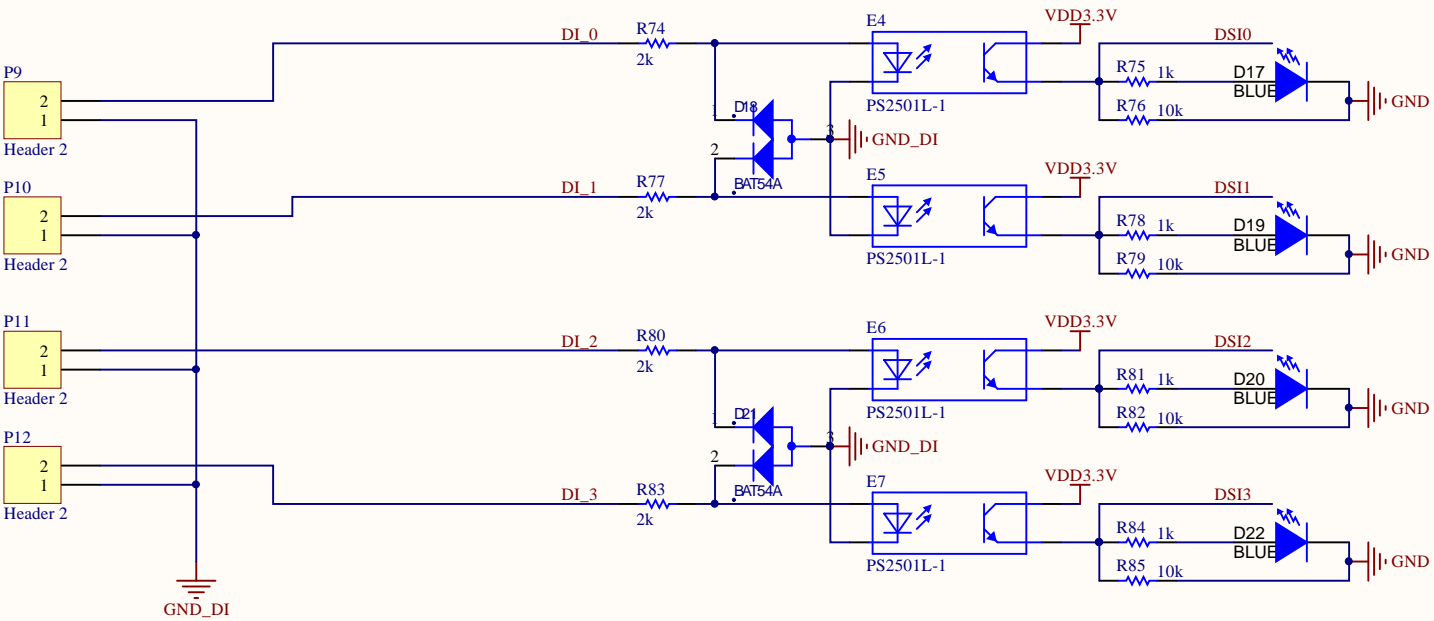 E4
VDD3.3V
DI_0
R74
2k
DSI0
P9
2
1
Header 2
R75
1k
D17
BLUE
R76
10k
GND
PS2501L-1
1
D18
3
GND_DI
2
BAT54A
P10
2
1
Header 2
DI_1
R77
2k
E5
VDD3.3V
DSI1
R78
1k
D19
BLUE
R79
10k
GND
PS2501L-1
P11
2
1
Header 2
DI_2
R80
2k
E6
VDD3.3V
DSI2
R81
1k
D20
BLUE
R82
10k
GND
PS2501L-1
1
D21
3
GND_DI
2
BAT54A
P12
2
1
Header 2
DI_3
R83
2k
E7
VDD3.3V
DSI3
R84
1k
D22
BLUE
R85
10k
GND
PS2501L-1
GND_DI